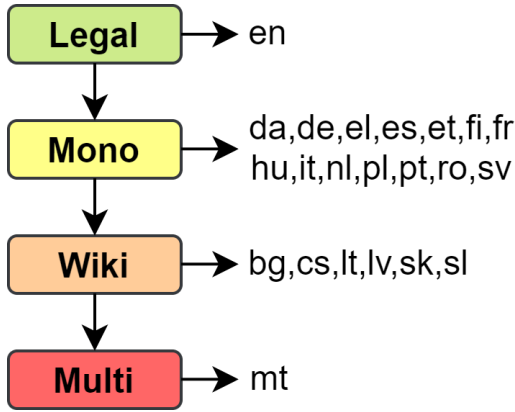 Legal
en
Mono
da,de,el,es,et,fi,fr
hu,it,nl,pl,pt,ro,sv
Wiki
bg,cs,lt,lv,sk,sl
Multi
mt